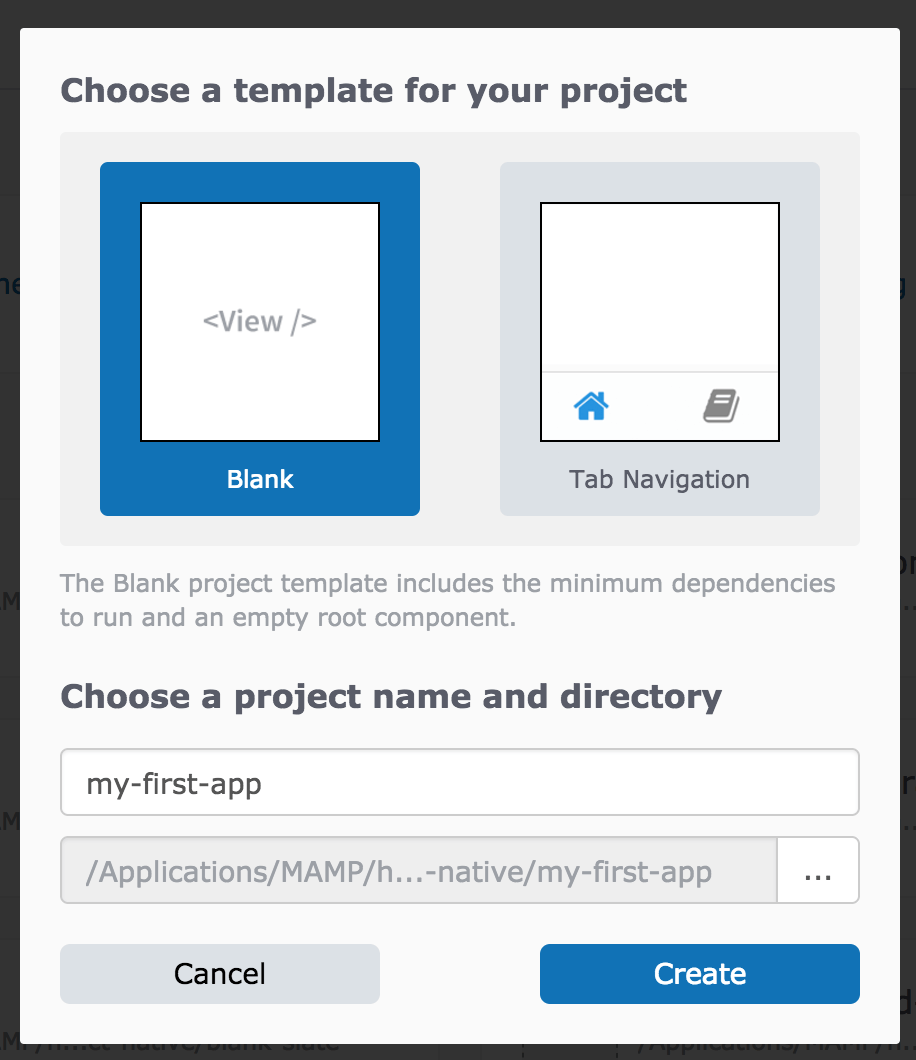 Choose a template for your project
<View />
Blank
Tab Navigation
The Blank project template includes the minimum dependencies
to run and an empty root component.
Choose a project name and directory
my-first-app
/Applications/MAMP/h...-native/my-first-app
...
Cancel
Create